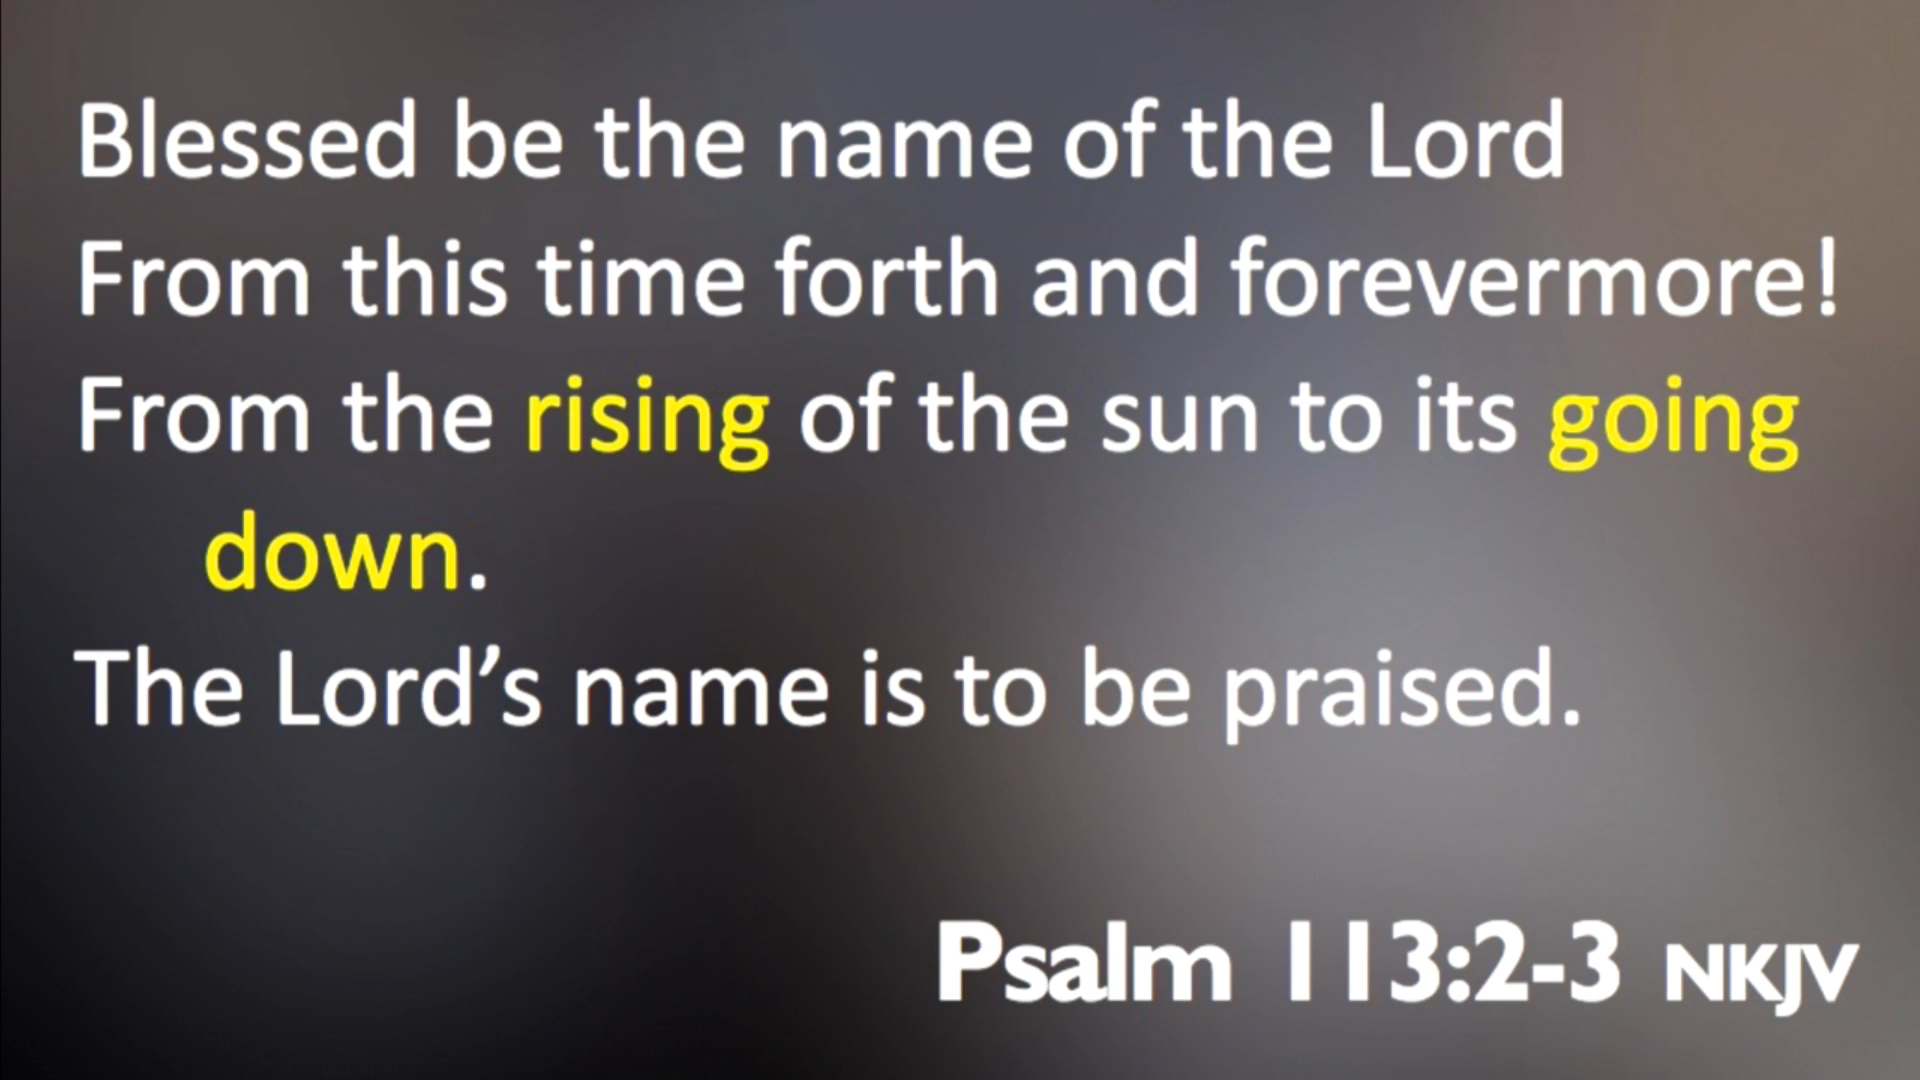 Blessed be the name of the Lord
From this time forth and forevermore!
From the rising of the sun to its going
down.
The Lord’s name is to be praised.
Psalm 113:2-3 NKJV